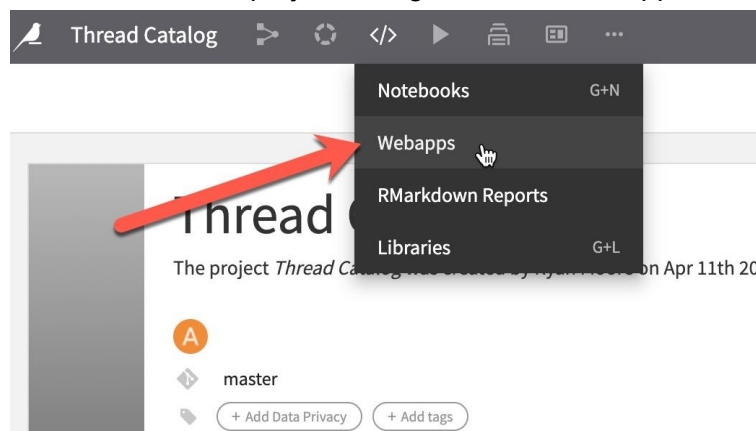 Thread Catalog </> ...
Notebooks G+N
Webapps
RMarkdown Reports
Libraries G+L
Thread
The project Thread on Apr 11th 20
A
master
+ Add Data Privacy + Add tags